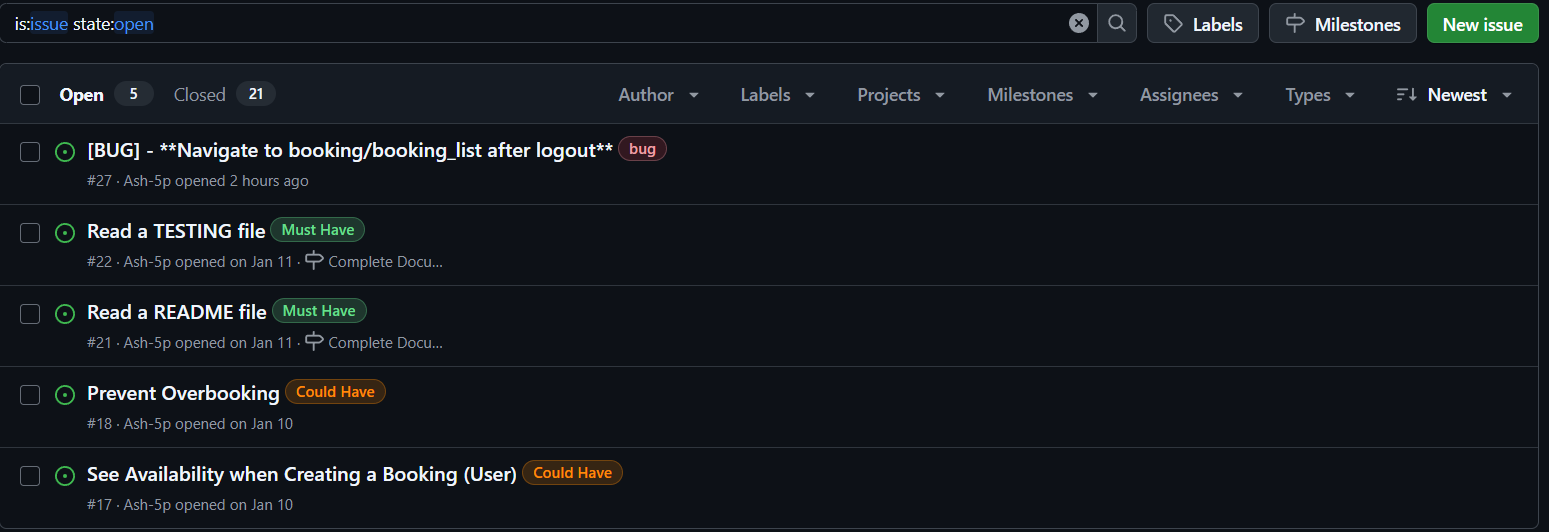 is:issue state:open
Labels
Milestones
New issue
Open 5 Closed 21 Author Labels Projects Milestones Assignees Types Newest
[BUG] - **Navigate to booking/booking_list after logout** bug
#27 · Ash-5p opened 2 hours ago
Read a TESTING file Must Have
#22 · Ash-5p opened on Jan 11 · Complete Docu...
Read a README file Must Have
#21 · Ash-5p opened on Jan 11 · Complete Docu...
Prevent Overbooking Could Have
#18 · Ash-5p opened on Jan 10
See Availability when Creating a Booking (User) Could Have
#17 · Ash-5p opened on Jan 10